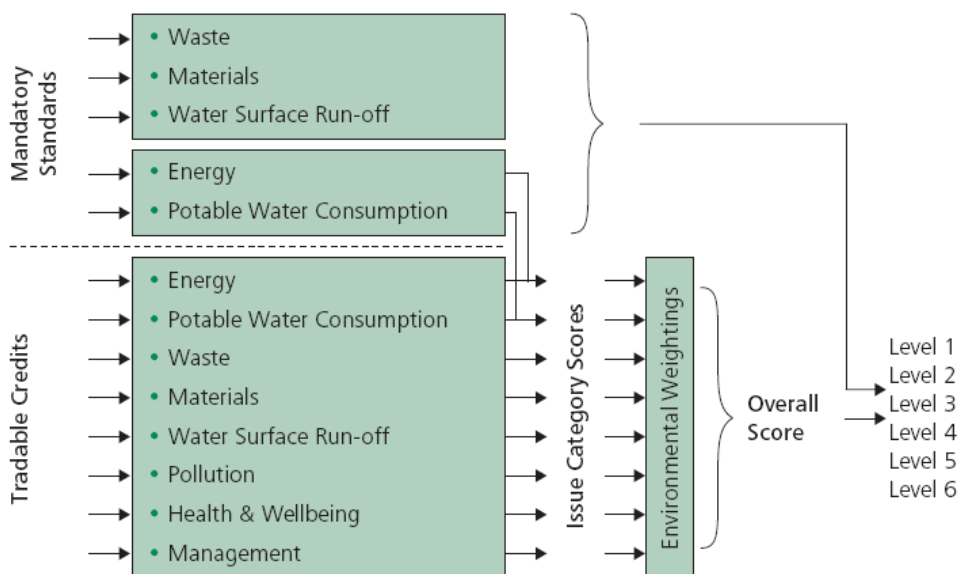 Mandatory
Standards
• Waste
• Materials
• Water Surface Run-off
• Energy
• Potable Water Consumption
Tradable Credits
• Energy
• Potable Water Consumption
• Waste
• Materials
• Water Surface Run-off
• Pollution
• Health & Wellbeing
• Management
Issue Category Scores
Environmental Weightings
Overall
Score
Level 1
Level 2
Level 3
Level 4
Level 5
Level 6